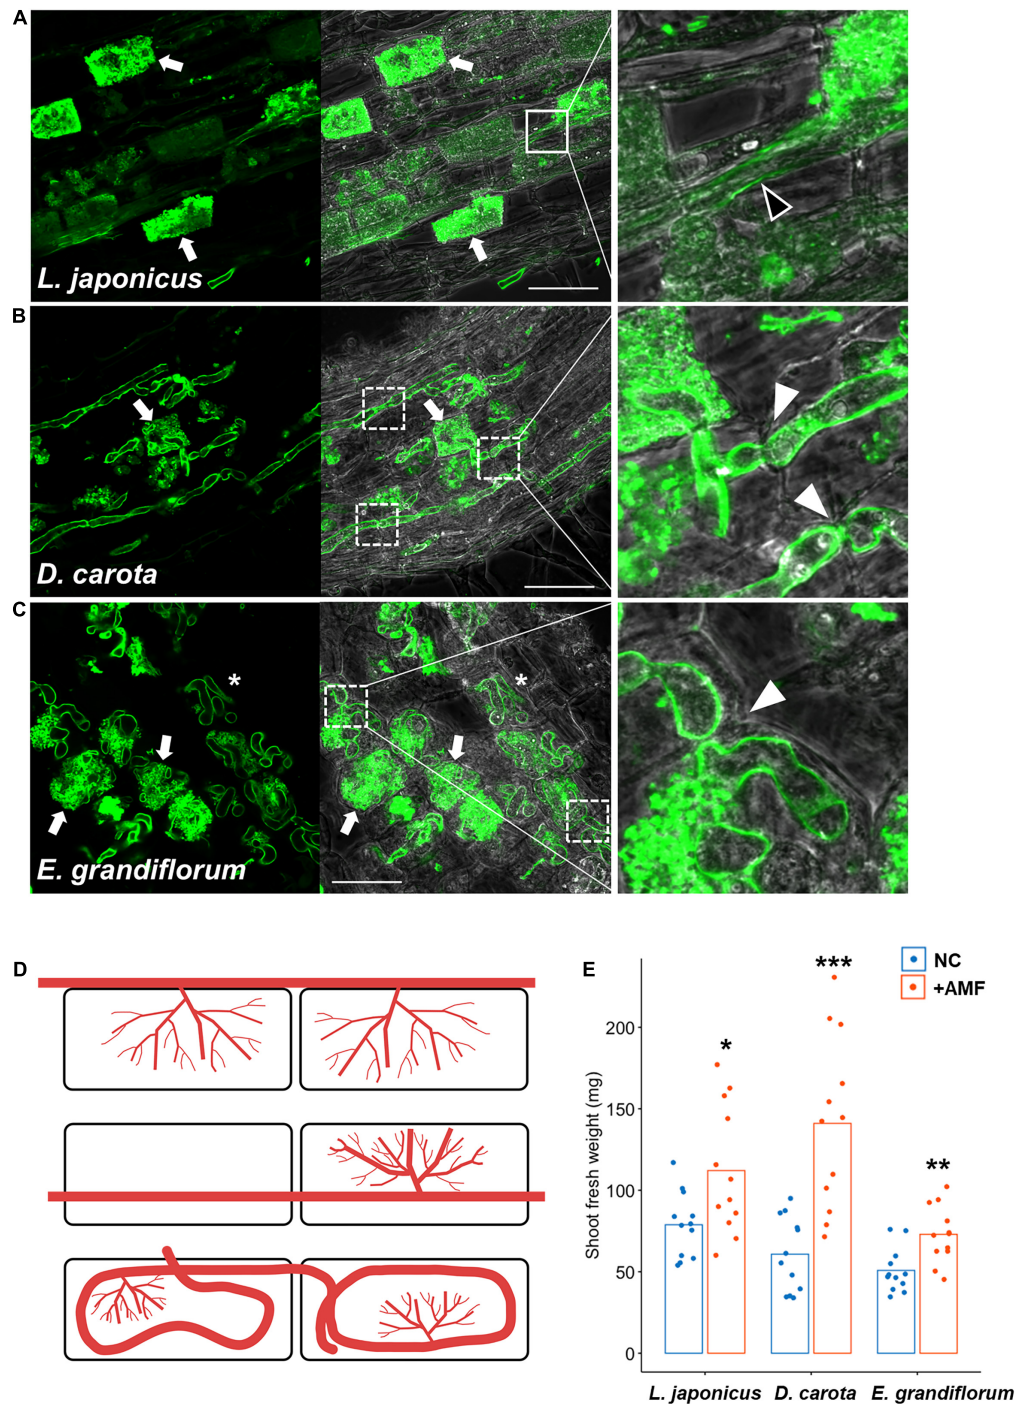 A
L. japonicus
B
D. carota
C
*
*
E. grandiflorum
D
E
NC
+AMF
***
*
**
Shoot fresh weight (mg)
200
150
100
50
0
L. japonicus
D. carota
E. grandiflorum